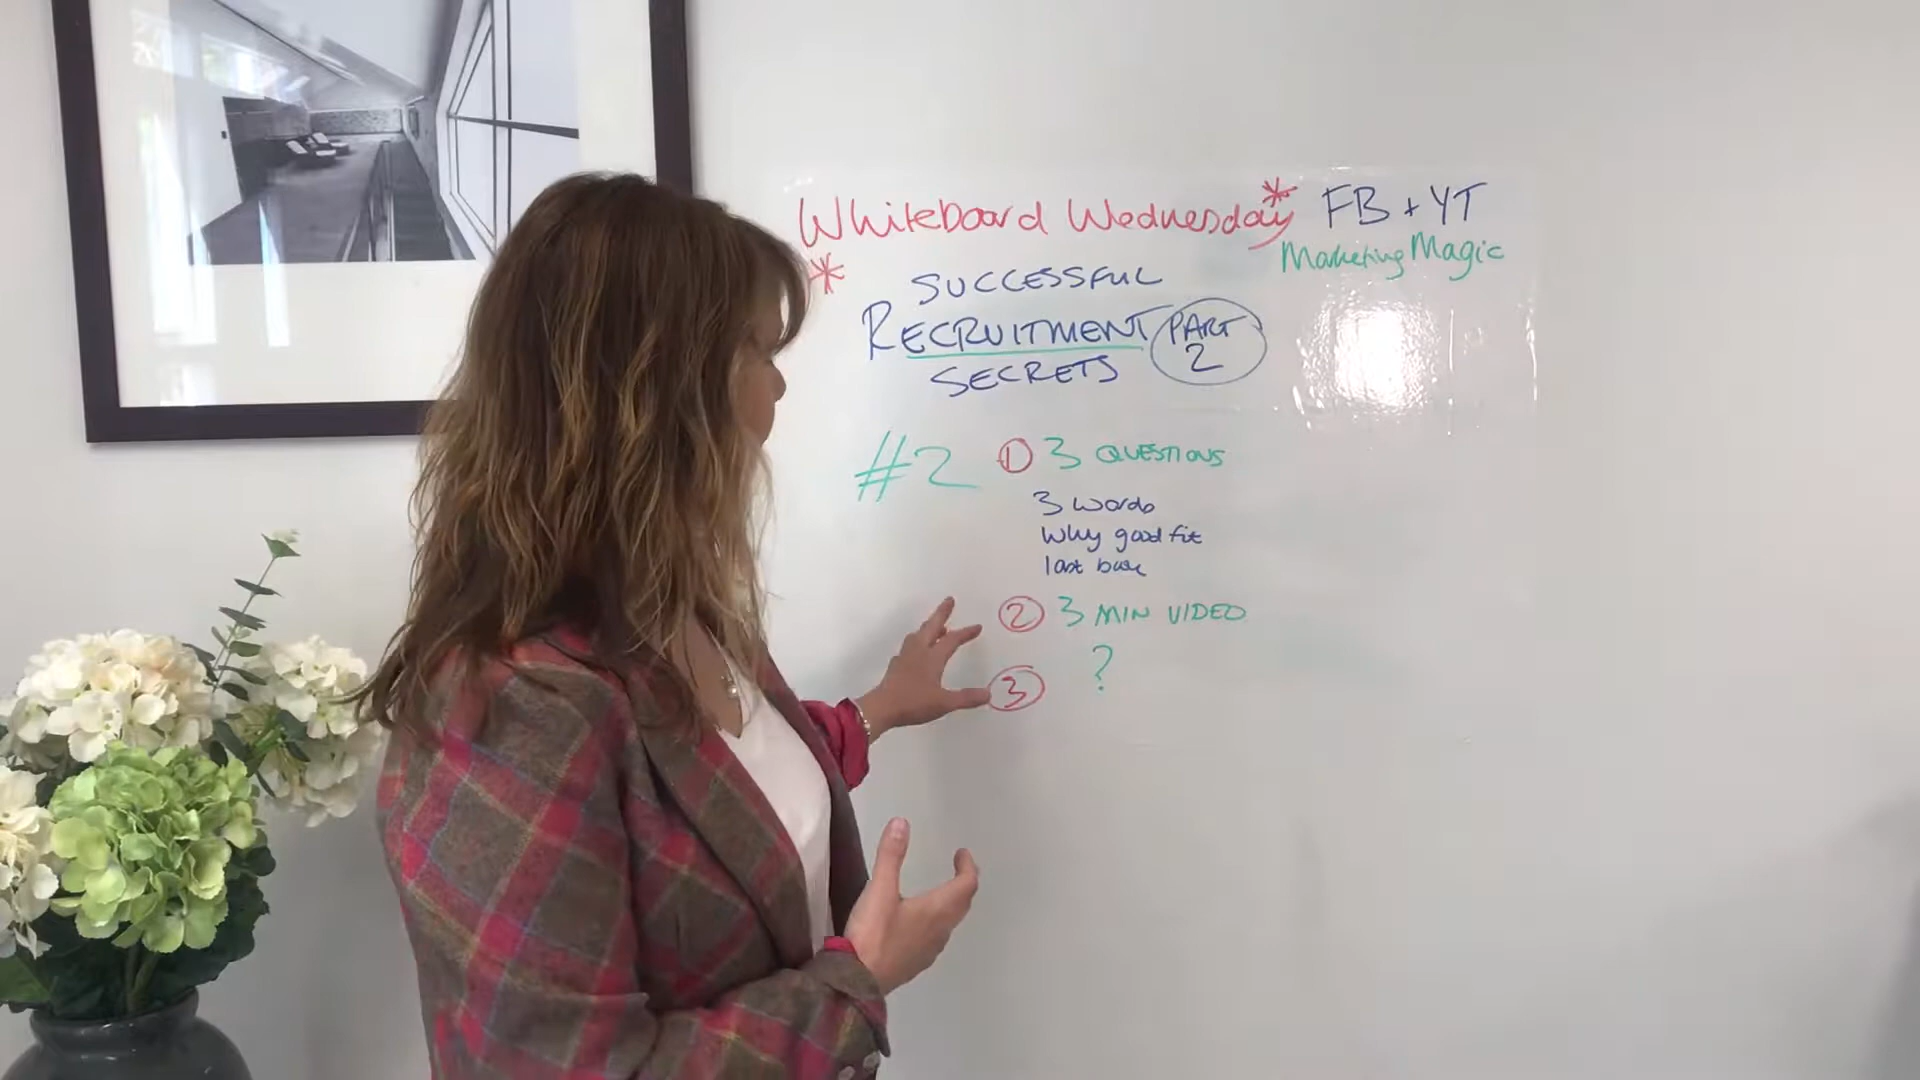 Whiteboard Wednesday
FB + YT
Marketing Magic
SUCCESSFUL
RECRUITMENT
SECRETS
PART
2
#2
① 3 QUESTIONS
3 words
Why good fit
last
② 3 MIN VIDEO
③ ?